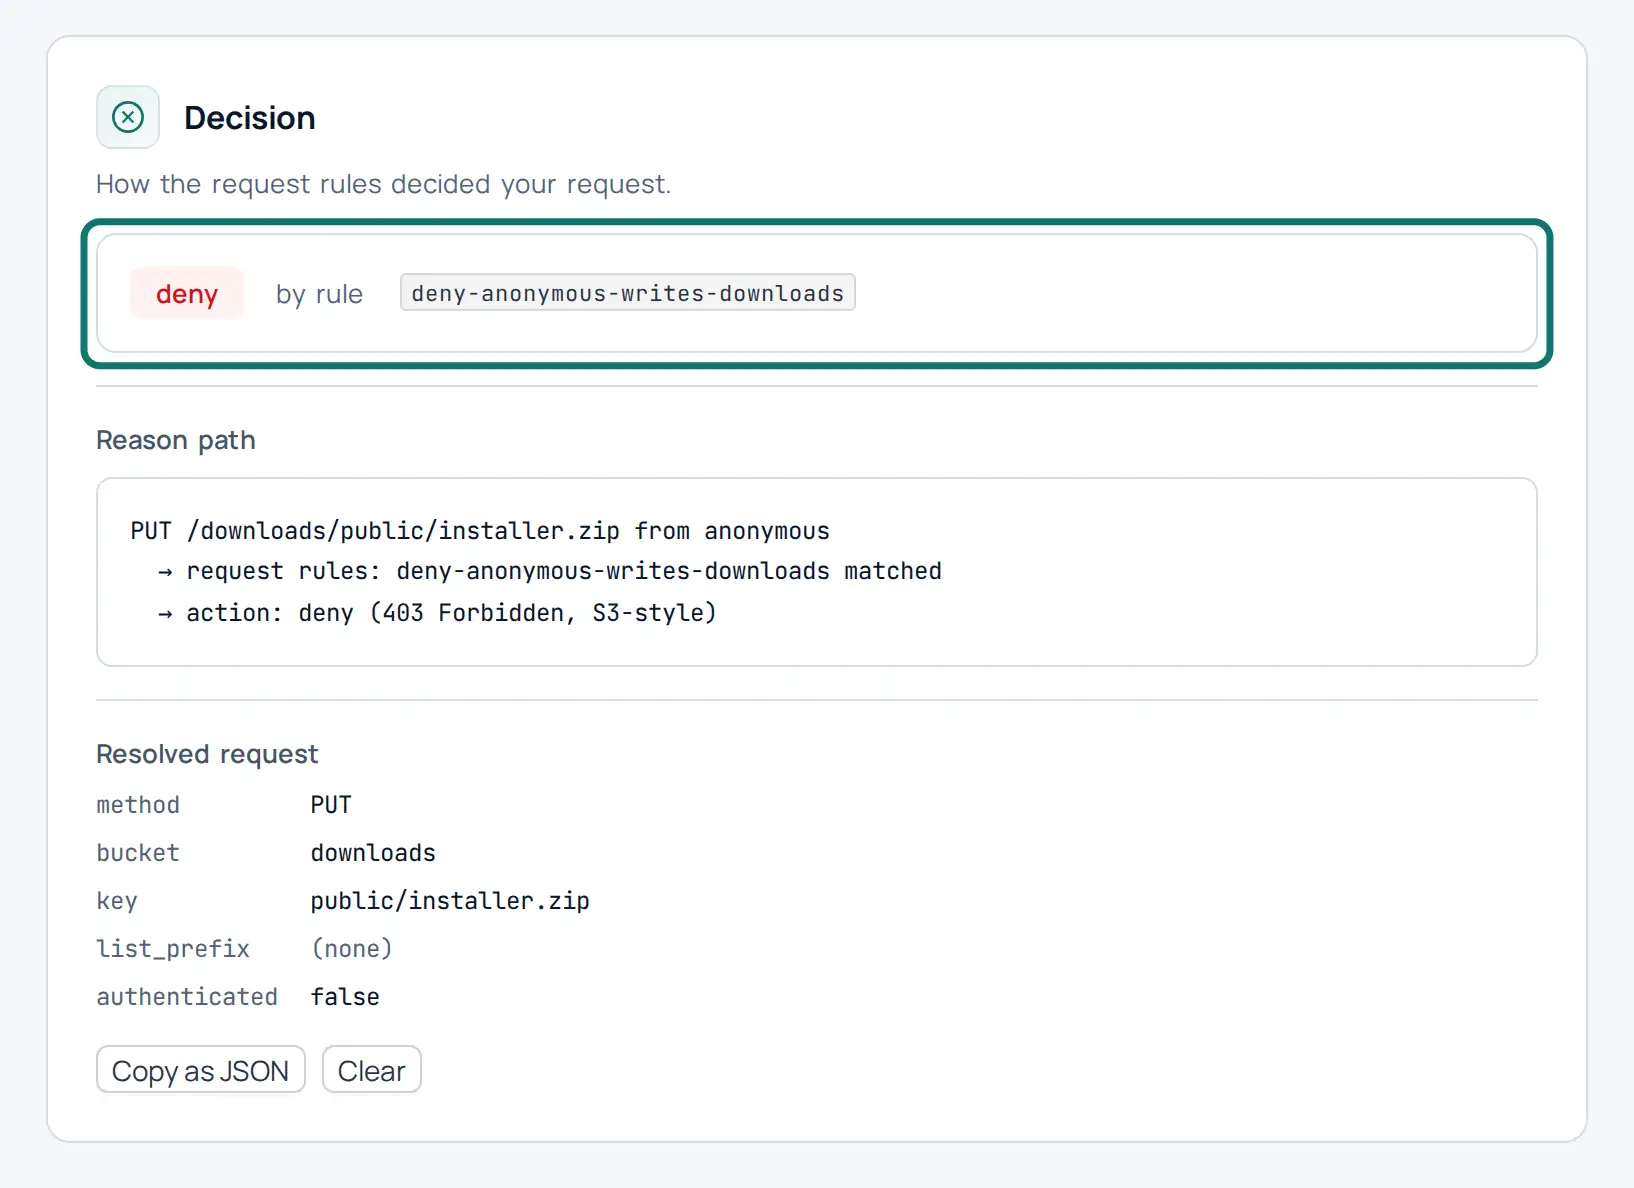 Decision
How the request rules decided your request.
deny by rule deny-anonymous-writes-downloads
Reason path
PUT /downloads/public/installer.zip from anonymous
→ request rules: deny-anonymous-writes-downloads matched
→ action: deny (403 Forbidden, S3-style)
Resolved request
method PUT
bucket downloads
key public/installer.zip
list_prefix (none)
authenticated false
Copy as JSON Clear